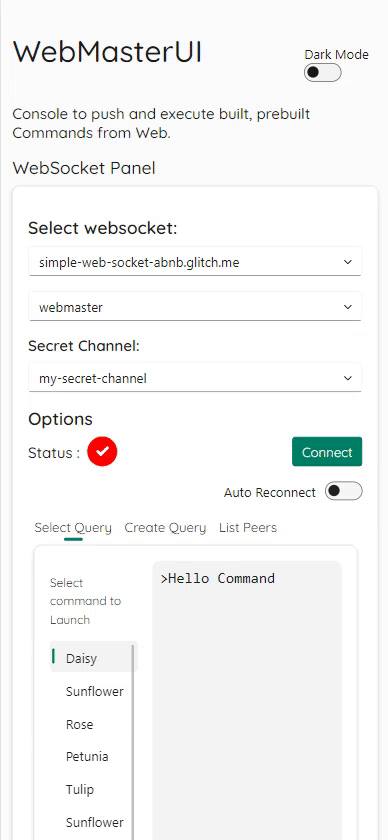 WebMasterUI
Dark Mode
Console to push and execute built, prebuilt
Commands from Web.
WebSocket Panel
Select websocket:
simple-web-socket-abnb.glitch.me
webmaster
Secret Channel:
my-secret-channel
Options
Status :
Connect
Auto Reconnect
Select Query Create Query List Peers
Select
command to
Launch
>Hello Command
Daisy
Sunflower
Rose
Petunia
Tulip
Sunflower